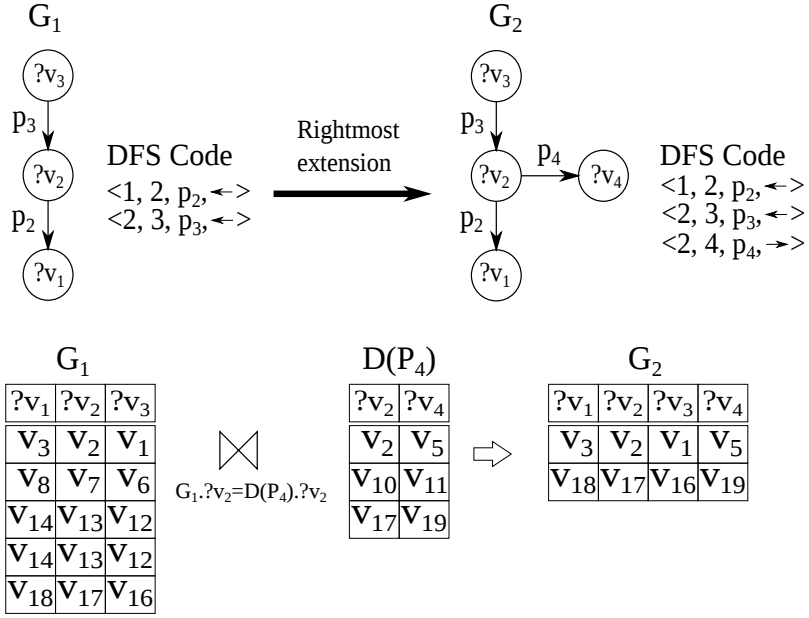 G1
?v3
p3
?v2
p2
?v1
DFS Code
<1, 2, p2,←>
<2, 3, p3,←>
Rightmost
extension
G2
?v3
p3
?v2
p4
?v4
p2
?v1
DFS Code
<1, 2, p2,←>
<2, 3, p3,←>
<2, 4, p4,→>
G1
?v1 ?v2 ?v3
v3 v2 v1
v8 v7 v6
v14 v13 v12
v14 v13 v12
v18 v17 v16
⋈
G1.?v2=D(P4).?v2
D(P4)
?v2 ?v4
v2 v5
v10 v11
v17 v19
G2
?v1 ?v2 ?v3 ?v4
v3 v2 v1 v5
v18 v17 v16 v19